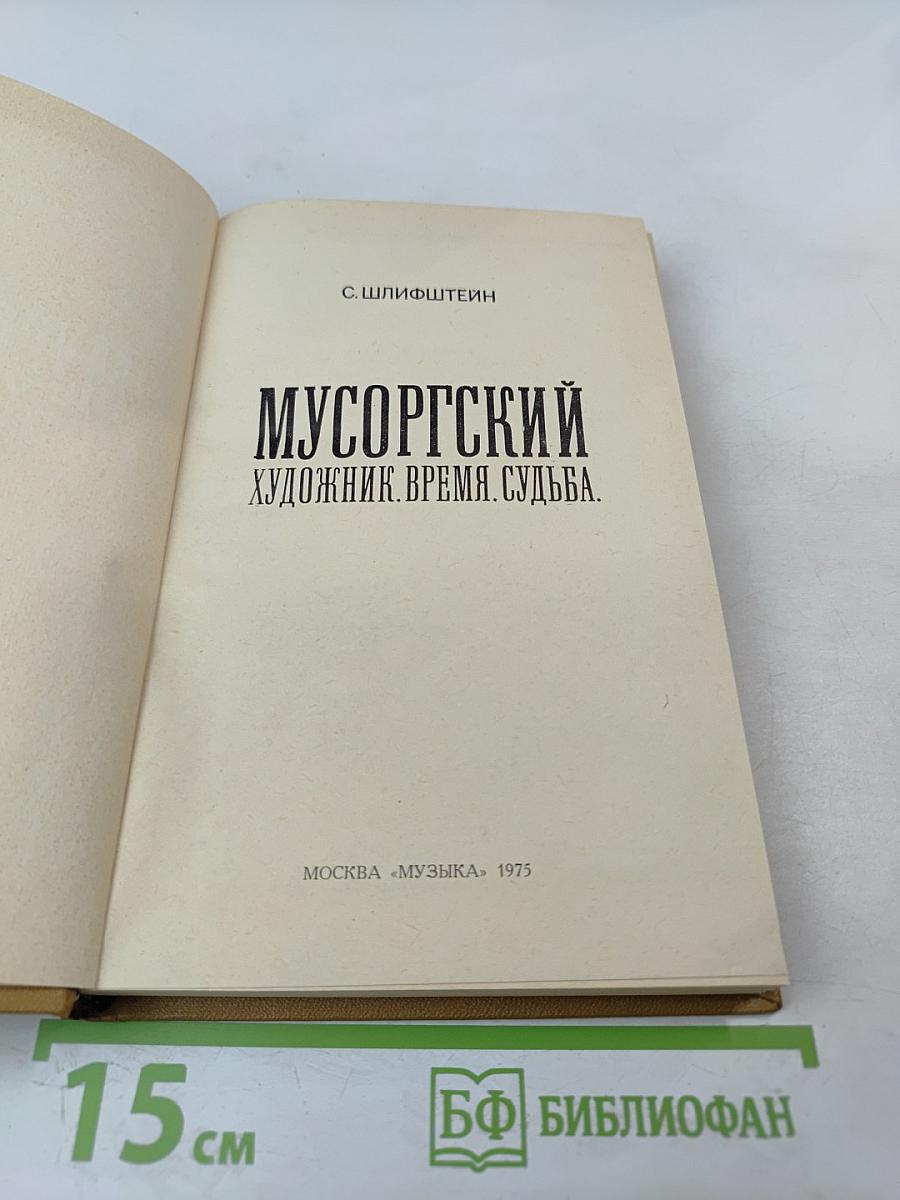 С. ШЛИФШТЕЙН
МУСОРГСКИЙ
ХУДОЖНИК. ВРЕМЯ. СУДЬБА.
МОСКВА «МУЗЫКА» 1975
15 см
БФ БИБЛИОФАН